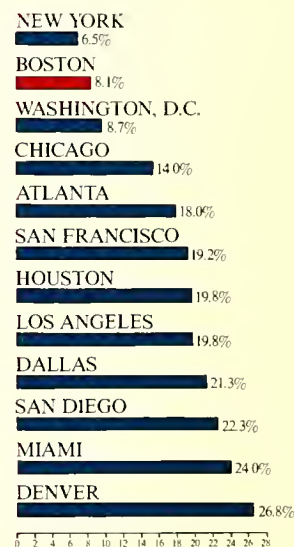 NEW YORK
6.5%
BOSTON
8.1%
WASHINGTON, D.C.
8.7%
CHICAGO
14.0%
ATLANTA
18.0%
SAN FRANCISCO
19.2%
HOUSTON
19.8%
LOS ANGELES
19.8%
DALLAS
21.3%
SAN DIEGO
22.3%
MIAMI
24.0%
DENVER
26.8%
0 2 4 6 8 10 12 14 16 18 20 22 24 26 28